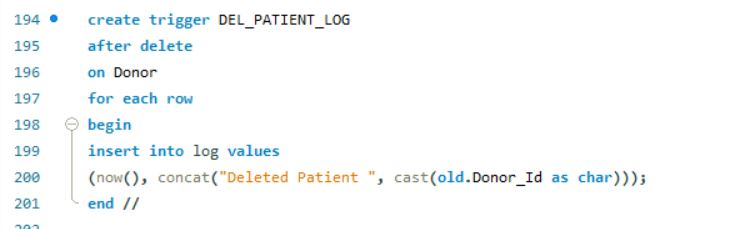 194 create trigger DEL_PATIENT_LOG
195 after delete
196 on Donor
197 for each row
198 begin
199 insert into log values
200 (now(), concat("Deleted Patient ", cast(old.Donor_Id as char)));
201 end //